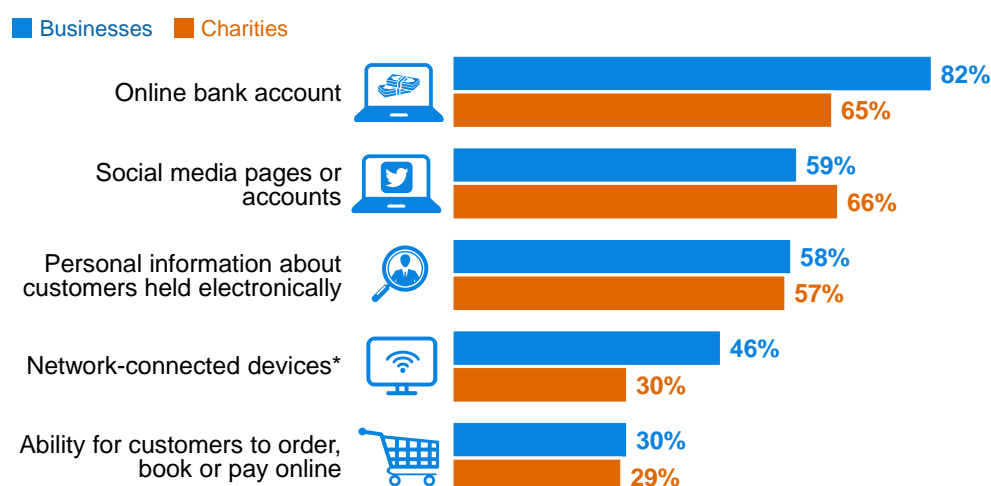 Businesses Charities
Online bank account
82%
65%
Social media pages or
accounts
59%
66%
Personal information about
customers held electronically
58%
57%
Network-connected devices*
46%
30%
Ability for customers to order,
book or pay online
30%
29%